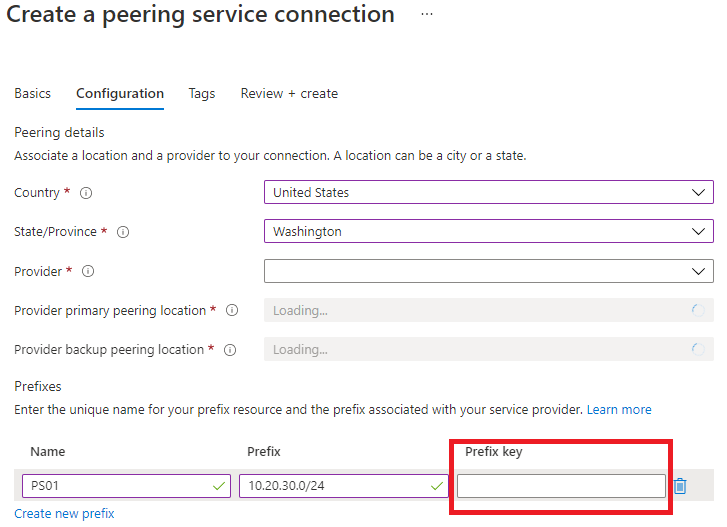 Create a peering service connection ...
Basics Configuration Tags Review + create
Peering details
Associate a location and a provider to your connection. A location can be a city or a state.
Country * United States
State/Province * Washington
Provider *
Provider primary peering location * Loading...
Provider backup peering location * Loading...
Prefixes
Enter the unique name for your prefix resource and the prefix associated with your service provider. Learn more
Name Prefix Prefix key
PS01 10.20.30.0/24
Create new prefix